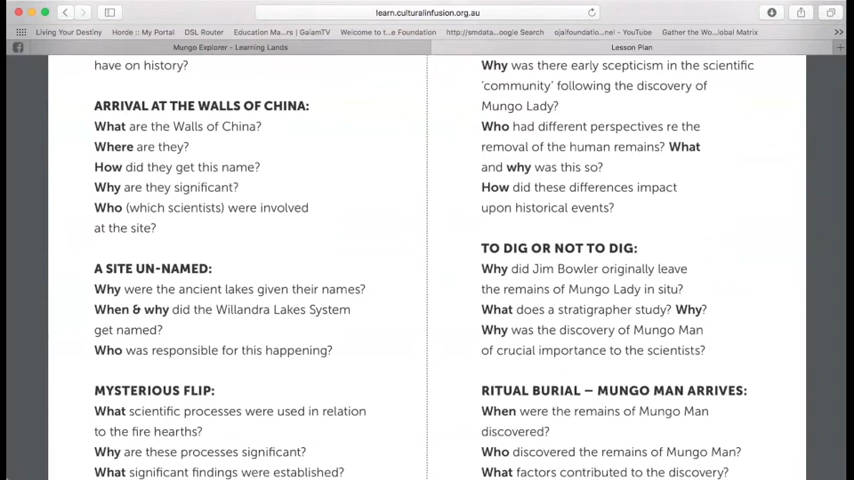 learn.culturalinfusion.org.au
Living Your Destiny
Horde :: My Portal
DSL Router
Education Ma...rs | GaiamTV
Welcome to t...e Foundation
http://smdata...oogie Search
ojalfoundatio...nel - YouTube
Gather the Wo...lobal Matrix
Mungo Explorer - Learning Lands
Lesson Plan
have on history?
ARRIVAL AT THE WALLS OF CHINA:
What are the Walls of China?
Where are they?
How did they get this name?
Why are they significant?
Who (which scientists) were involved
at the site?
A SITE UN-NAMED:
Why were the ancient lakes given their names?
When & why did the Willandra Lakes System
get named?
Who was responsible for this happening?
MYSTERIOUS FLIP:
What scientific processes were used in relation
to the fire hearths?
Why are these processes significant?
What significant findings were established?
Why was there early scepticism in the scientific
‘community’ following the discovery of
Mungo Lady?
Who had different perspectives re the
removal of the human remains? What
and why was this so?
How did these differences impact
upon historical events?
TO DIG OR NOT TO DIG:
Why did Jim Bowler originally leave
the remains of Mungo Lady in situ?
What does a stratigrapher study? Why?
Why was the discovery of Mungo Man
of crucial importance to the scientists?
RITUAL BURIAL – MUNGO MAN ARRIVES:
When were the remains of Mungo Man
discovered?
Who discovered the remains of Mungo Man?
What factors contributed to the discovery?